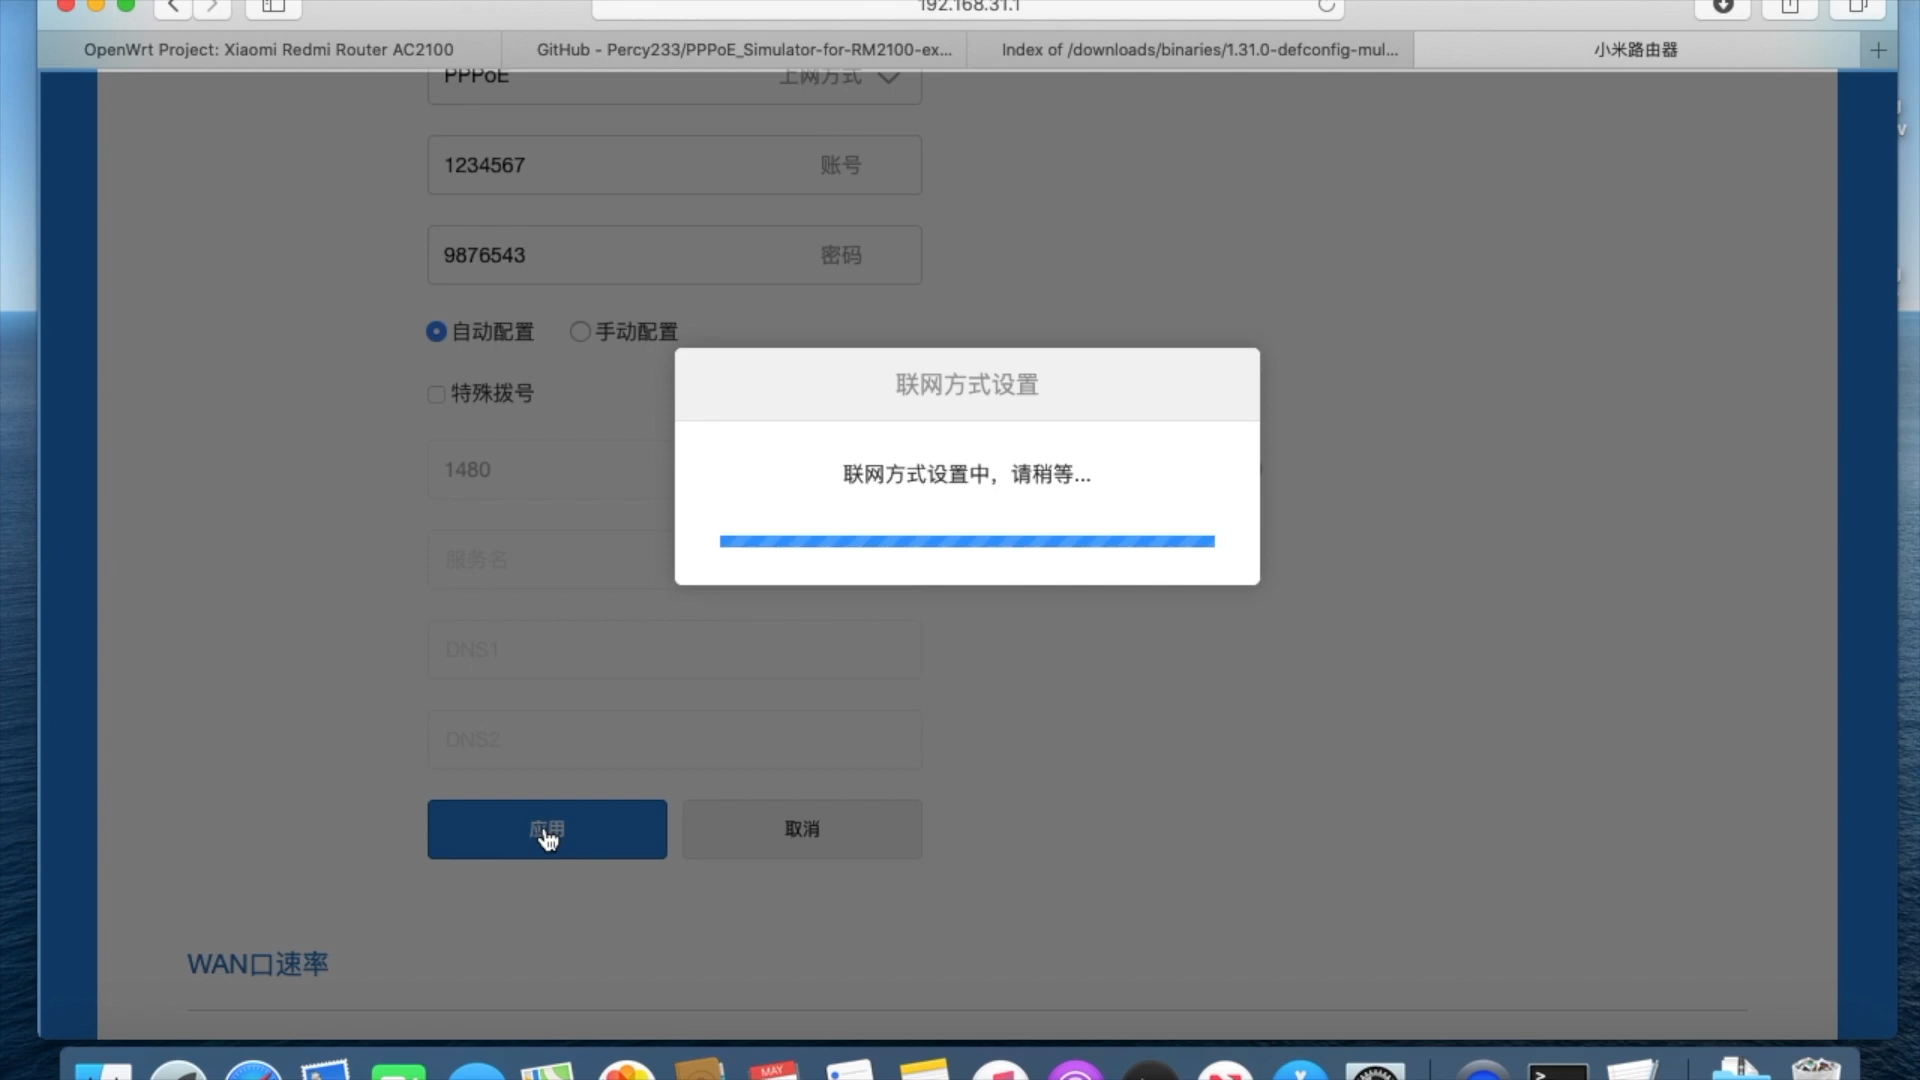 192.168.31.1
OpenWrt Project: Xiaomi Redmi Router AC2100
GitHub - Percy233/PPPoE_Simulator-for-RM2100-ex...
Index of /downloads/binaries/1.31.0-defconfig-mul...
小米路由器
PPPoE 上网方式
1234567 账号
9876543 密码
自动配置 手动配置
特殊拨号
联网方式设置
联网方式设置中，请稍等...
1480
服务名
DNS1
DNS2
应用 取消
WAN口速率
MAY